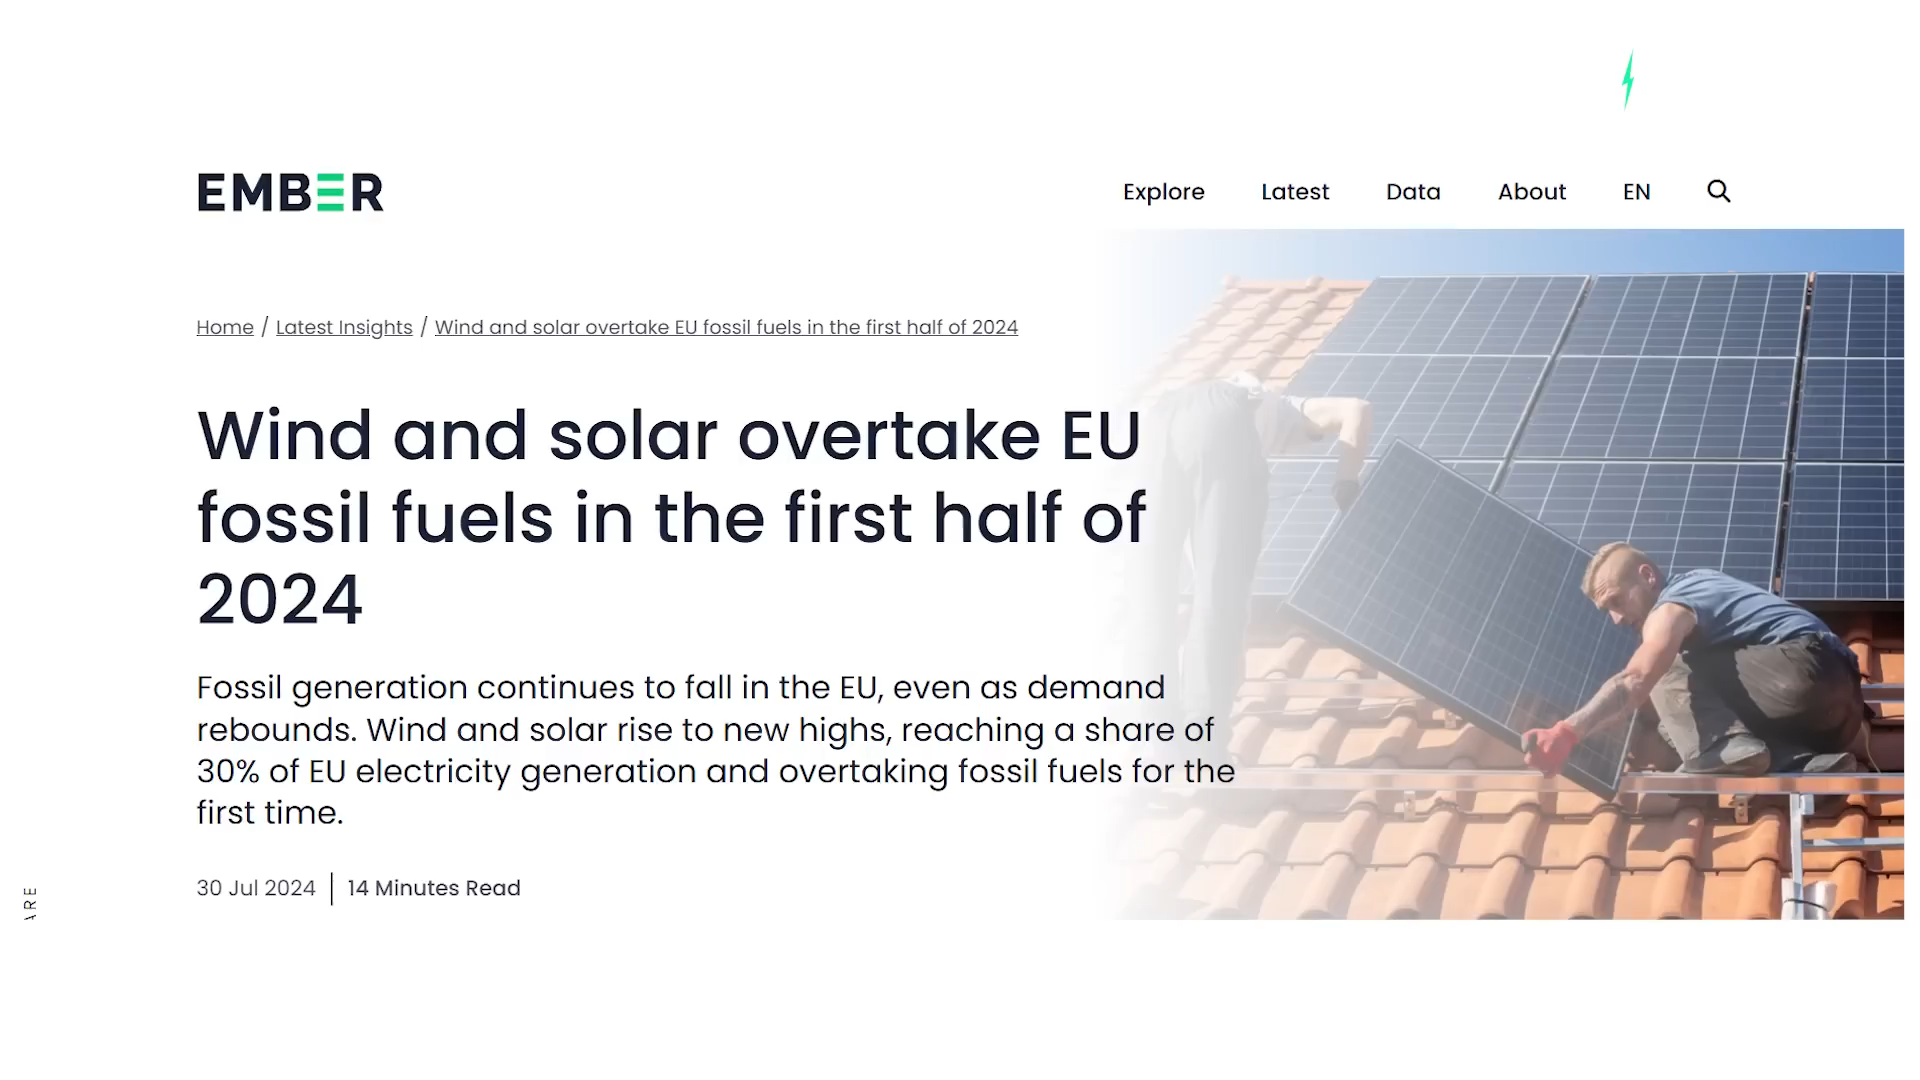 EMBER
Explore Latest Data About EN
Home / Latest Insights / Wind and solar overtake EU fossil fuels in the first half of 2024
Wind and solar overtake EU
fossil fuels in the first half of
2024
Fossil generation continues to fall in the EU, even as demand
rebounds. Wind and solar rise to new highs, reaching a share of
30% of EU electricity generation and overtaking fossil fuels for the
first time.
30 Jul 2024 | 14 Minutes Read